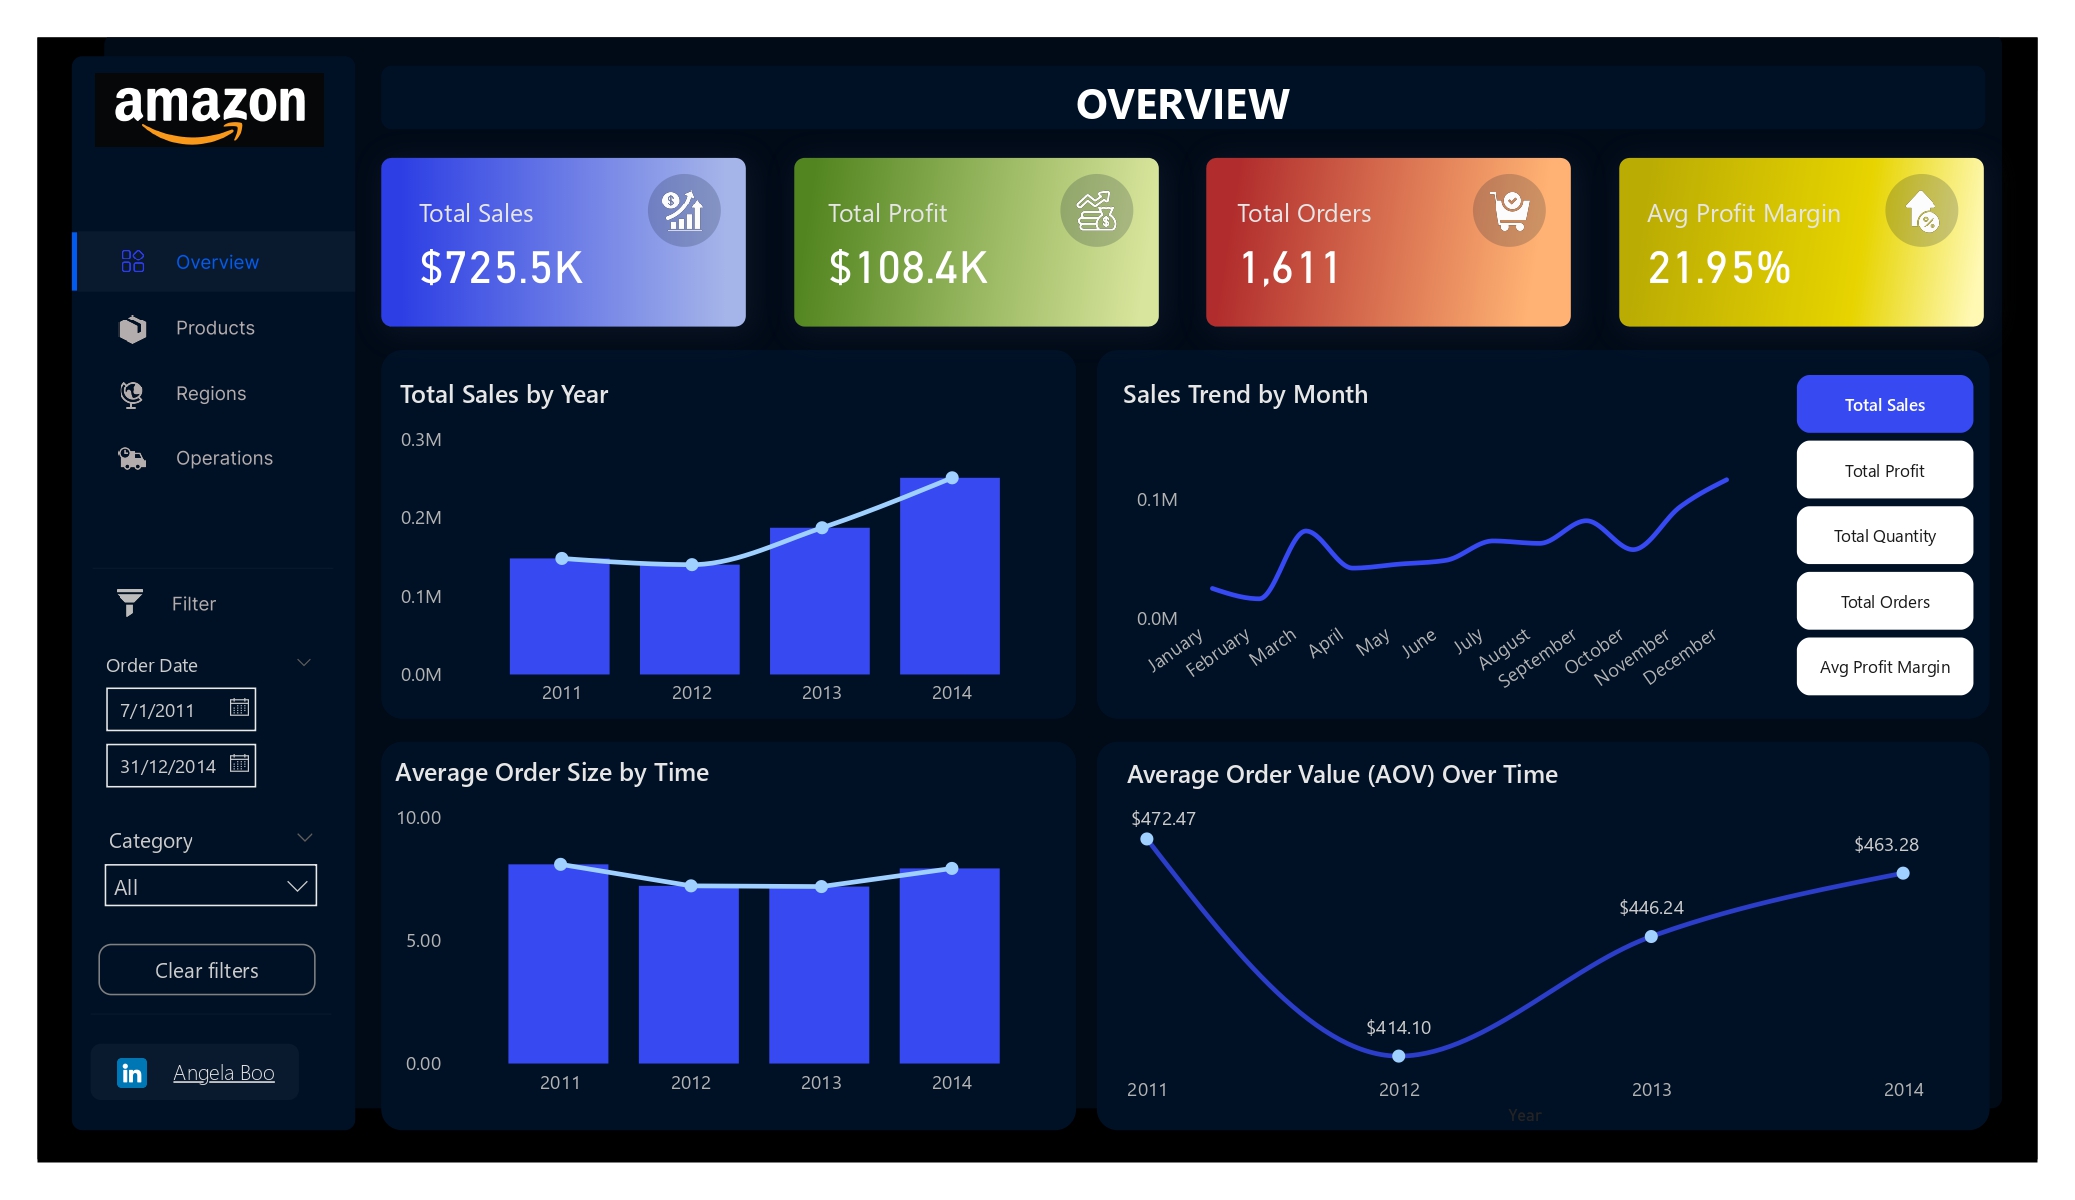 amazon
Overview
Products
Regions
Operations
Filter
Order Date
7/1/2011
31/12/2014
Category
All
Clear filters
in Angela Boo
OVERVIEW
Total Sales
$725.5K
Total Profit
$108.4K
Total Orders
1,611
Avg Profit Margin
21.95%
Total Sales by Year
0.3M
0.2M
0.1M
0.0M
2011 2012 2013 2014
Sales Trend by Month
0.1M
0.0M
January February March April May June July August September October November December
Total Sales
Total Profit
Total Quantity
Total Orders
Avg Profit Margin
Average Order Size by Time
10.00
5.00
0.00
2011 2012 2013 2014
Average Order Value (AOV) Over Time
$472.47
$463.28
$446.24
$414.10
2011 2012 2013 2014
Year